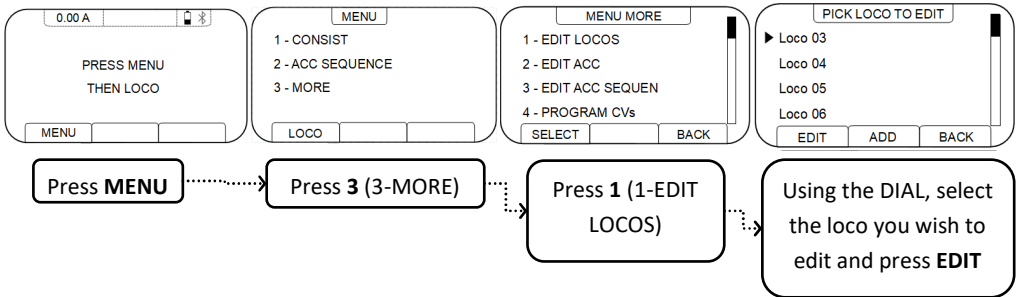 0.00 A
PRESS MENU
THEN LOCO
MENU
MENU
1 - CONSIST
2 - ACC SEQUENCE
3 - MORE
LOCO
MENU MORE
1 - EDIT LOCOS
2 - EDIT ACC
3 - EDIT ACC SEQUEN
4 - PROGRAM CVs
SELECT BACK
PICK LOCO TO EDIT
Loco 03
Loco 04
Loco 05
Loco 06
EDIT ADD BACK
Press MENU
Press 3 (3-MORE)
Press 1 (1-EDIT
LOCOS)
Using the DIAL, select
the loco you wish to
edit and press EDIT